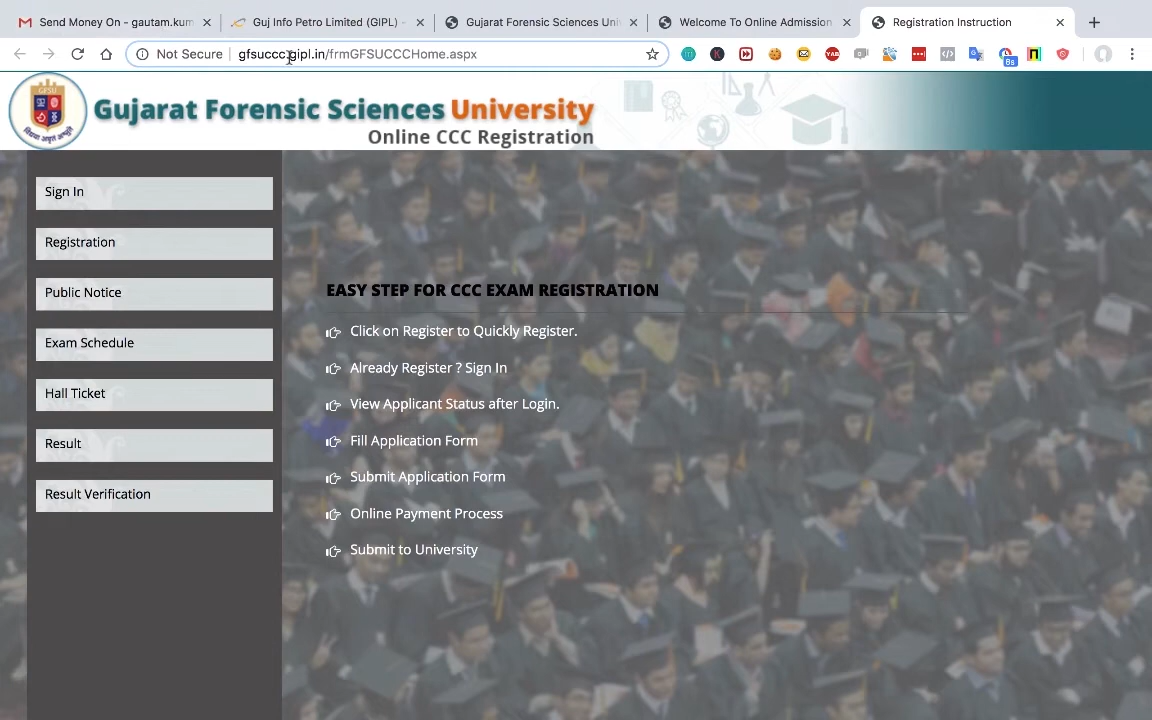 Send Money On - gautam.kum
Guj Info Petro Limited (GIPL) -
Gujarat Forensic Sciences Uni
Welcome To Online Admission
Registration Instruction
Not Secure
gfsuccc.gipl.in/frmGFSUCCCHome.aspx
8s
Gujarat Forensic Sciences University
Online CCC Registration
Sign In
Registration
Public Notice
Exam Schedule
Hall Ticket
Result
Result Verification
EASY STEP FOR CCC EXAM REGISTRATION
Click on Register to Quickly Register.
Already Register ? Sign In
View Applicant Status after Login.
Fill Application Form
Submit Application Form
Online Payment Process
Submit to University